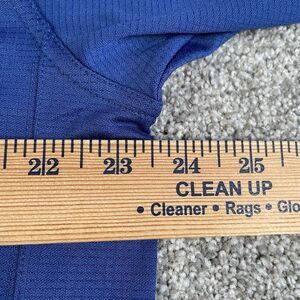 22 23 24 25
CLEAN UP
• Cleaner • Rags • Glo